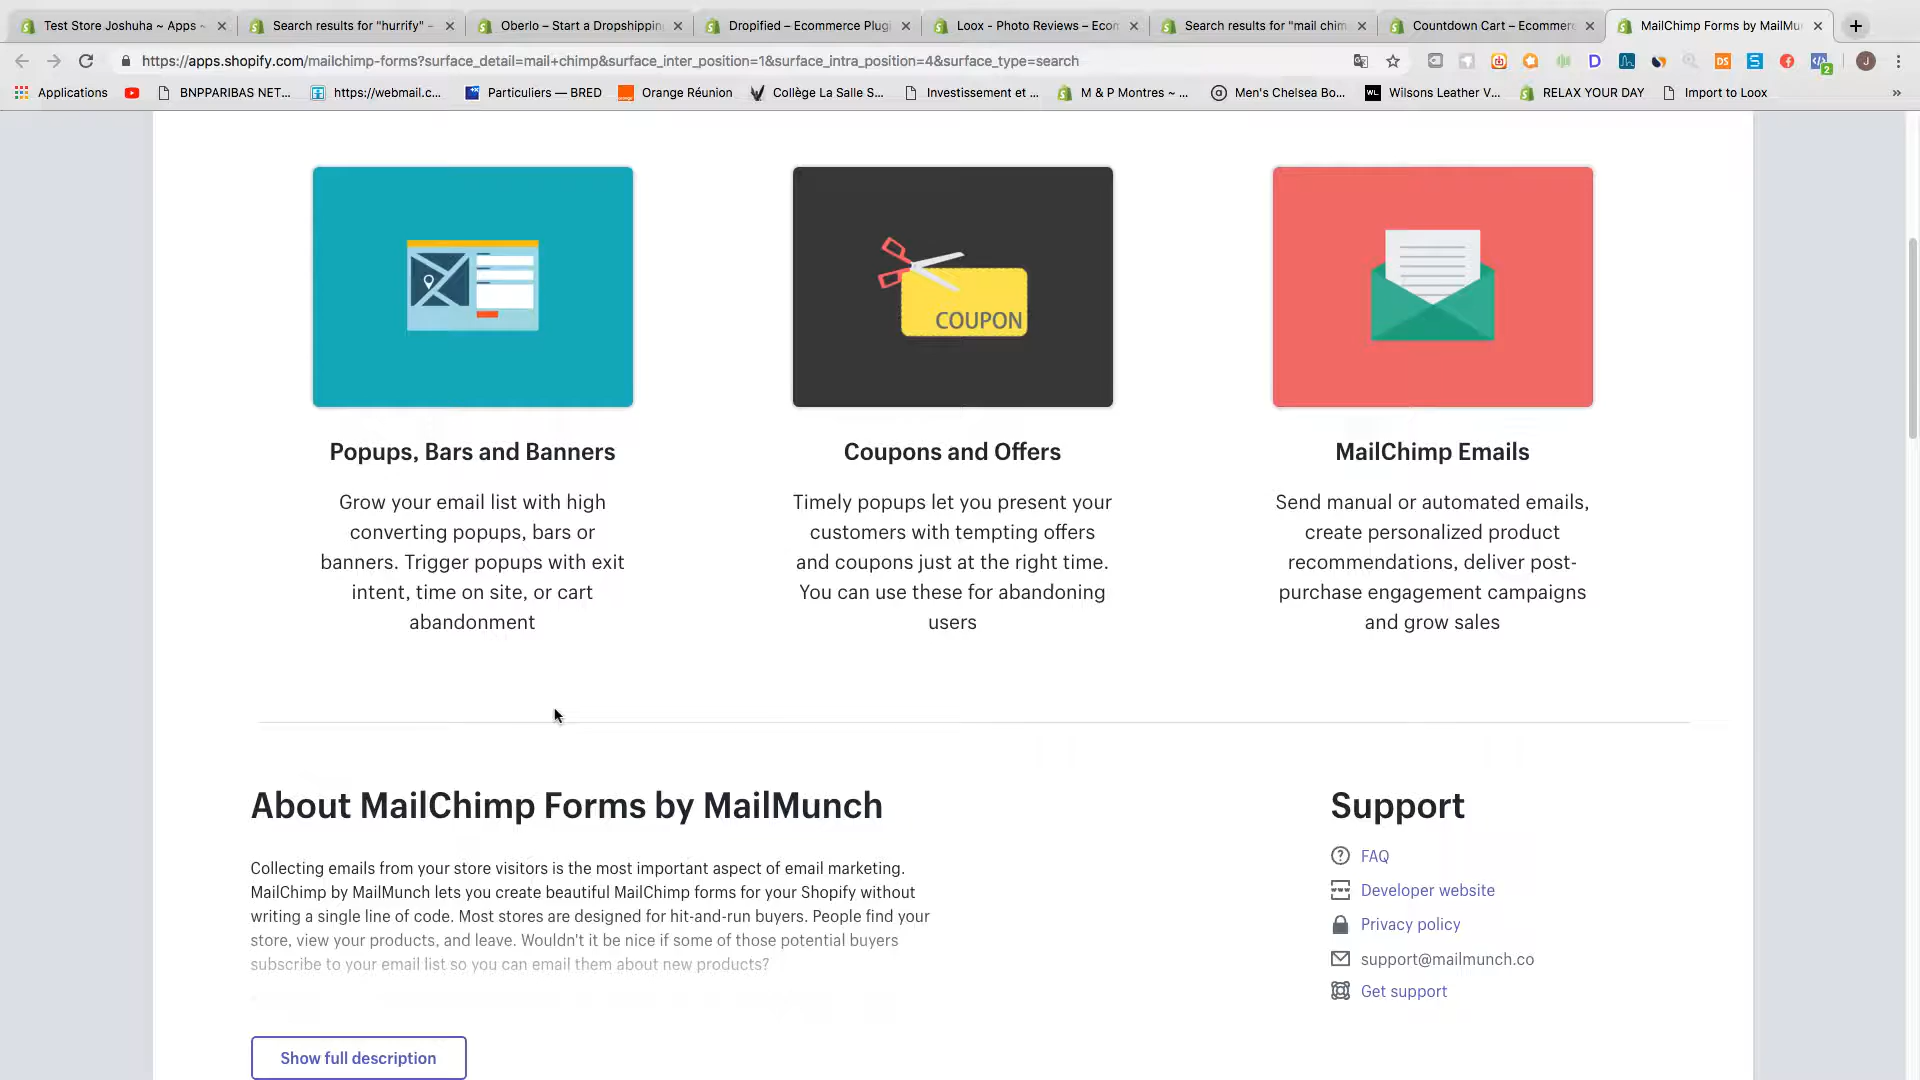 Test Store Joshuha ~ Apps ~
Search results for "hurrify" –
Oberlo – Start a Dropshipping
Dropified – Ecommerce Plugi
Loox - Photo Reviews – Ecom
Search results for "mail chim
Countdown Cart – Ecommerc
MailChimp Forms by MailMu
https://apps.shopify.com/mailchimp-forms?surface_detail=mail+chimp&surface_inter_position=1&surface_intra_position=4&surface_type=search
Applications
BNPPARIBAS NET...
https://webmail.c...
Particuliers — BRED
Orange Réunion
Collège La Salle S...
Investissement et ...
M & P Montres ~ ...
Men's Chelsea Bo...
WL
Wilsons Leather V...
RELAX YOUR DAY
Import to Loox
»
COUPON
Popups, Bars and Banners
Grow your email list with high
converting popups, bars or
banners. Trigger popups with exit
intent, time on site, or cart
abandonment
Coupons and Offers
Timely popups let you present your
customers with tempting offers
and coupons just at the right time.
You can use these for abandoning
users
MailChimp Emails
Send manual or automated emails,
create personalized product
recommendations, deliver post-
purchase engagement campaigns
and grow sales
About MailChimp Forms by MailMunch
Collecting emails from your store visitors is the most important aspect of email marketing.
MailChimp by MailMunch lets you create beautiful MailChimp forms for your Shopify without
writing a single line of code. Most stores are designed for hit-and-run buyers. People find your
store, view your products, and leave. Wouldn't it be nice if some of those potential buyers
subscribe to your email list so you can email them about new products?
Show full description
Support
FAQ
Developer website
Privacy policy
support@mailmunch.co
Get support